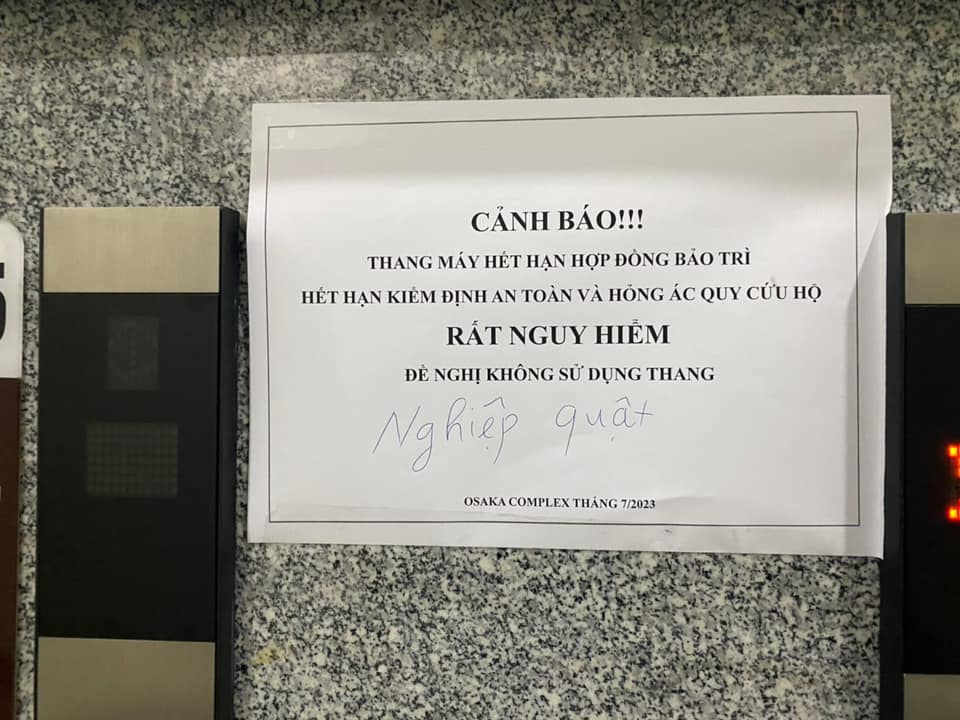 CẢNH BÁO!!!
THANG MÁY HẾT HẠN HỢP ĐỒNG BẢO TRÌ
HẾT HẠN KIỂM ĐỊNH AN TOÀN VÀ HỎNG ÁC QUY CỨU HỘ
RẤT NGUY HIỂM
ĐỀ NGHỊ KHÔNG SỬ DỤNG THANG
Nghiệp quật
OSAKA COMPLEX THÁNG 7/2023